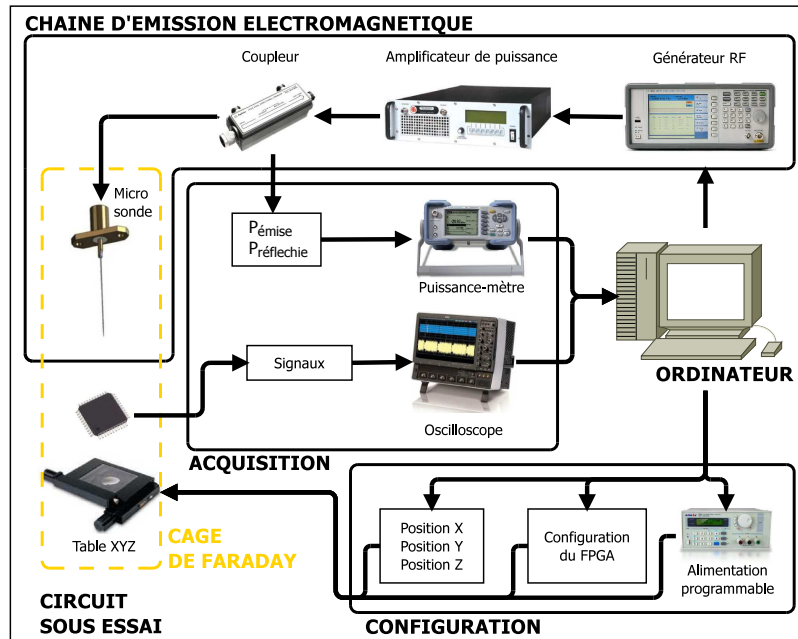 CHAINE D'EMISSION ELECTROMAGNETIQUE
Coupleur
Amplificateur de puissance
Générateur RF
Micro
sonde
Pémise
Préflechie
Puissance-mètre
Signaux
Oscilloscope
ORDINATEUR
ACQUISITION
Table XYZ
CAGE
DE FARADAY
Position X
Position Y
Position Z
Configuration
du FPGA
Alimentation
programmable
CIRCUIT
SOUS ESSAI
CONFIGURATION